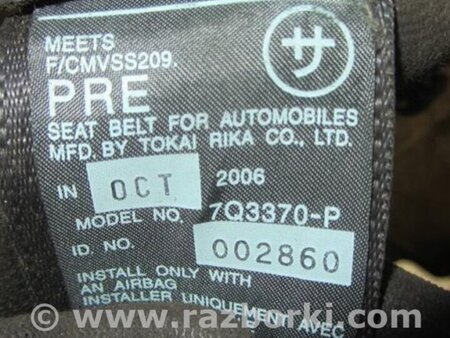 MEETS
F/CMVSS209.
サ
PRE
SEAT BELT FOR AUTOMOBILES
MFD. BY TOKAI RIKA CO., LTD.
IN OCT 2006
MODEL NO. 7Q3370-P
ID. NO. 002860
INSTALL ONLY WITH
AN AIRBAG
INSTALLER UNIQUEMENT AVEC
www.razborki.com